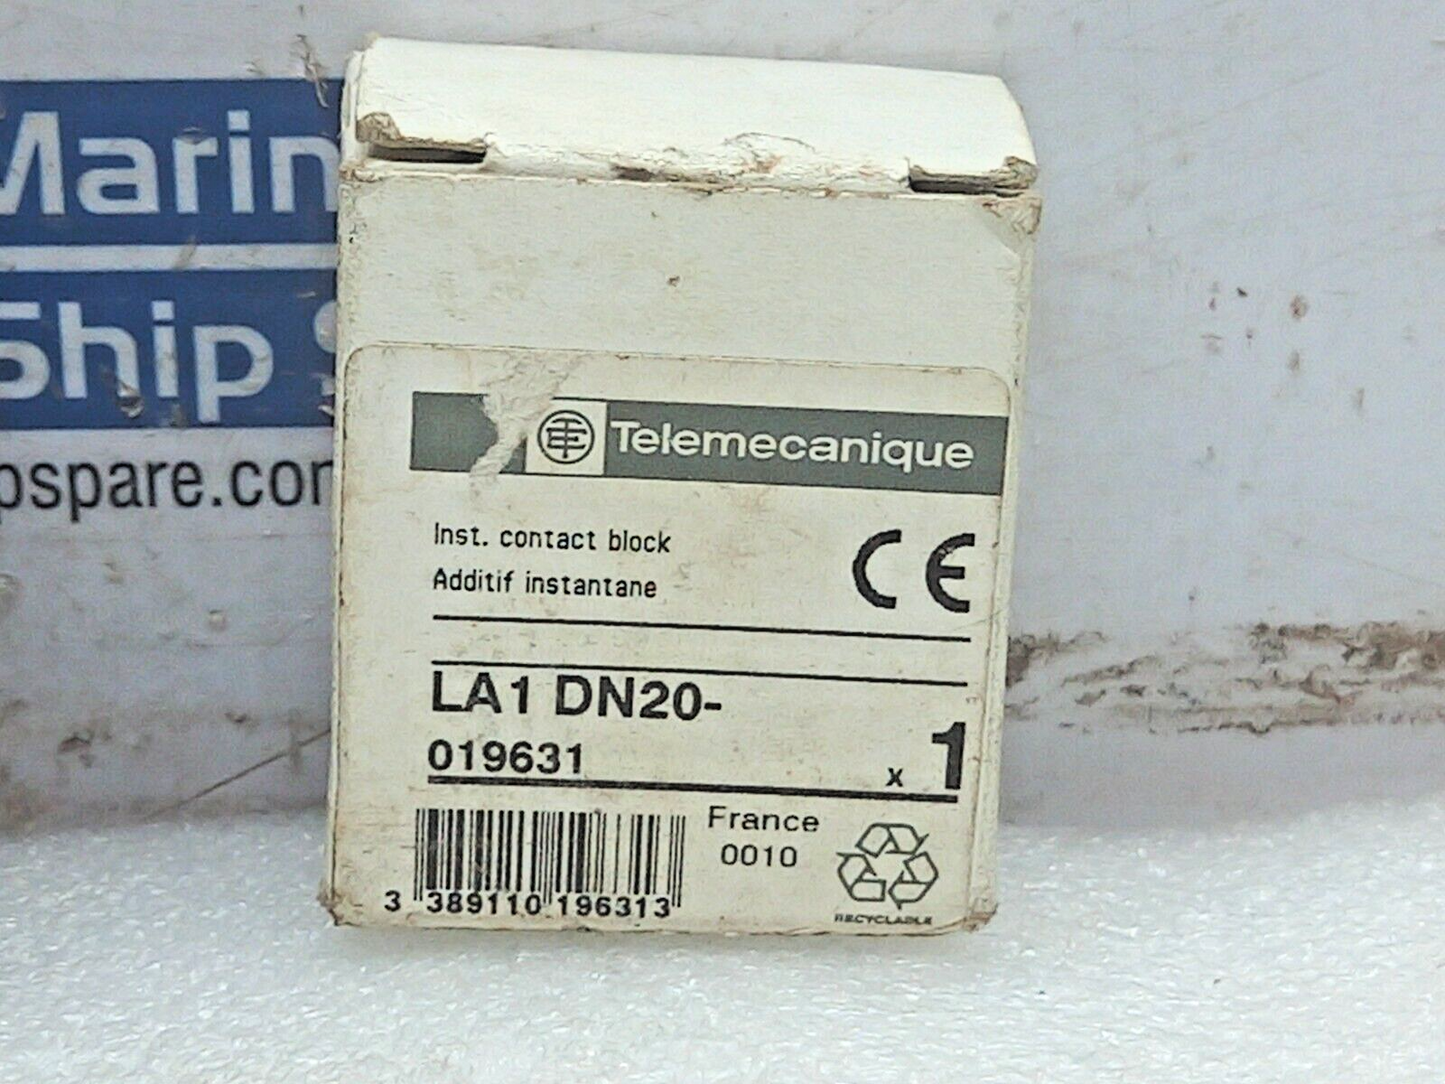 Marin
Ship
pspare.com
Telemecanique
Inst. contact block
Additif instantane
CE
LA1 DN20-
019631
x 1
France
0010
3 389110 196313
RECYCLABLE